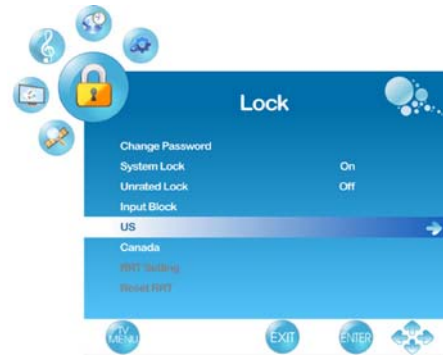 Lock
Change Password
System Lock On
Unrated Lock Off
Input Block
US
Canada
RRT Setting
Reset RRT
TV MENU EXIT ENTER